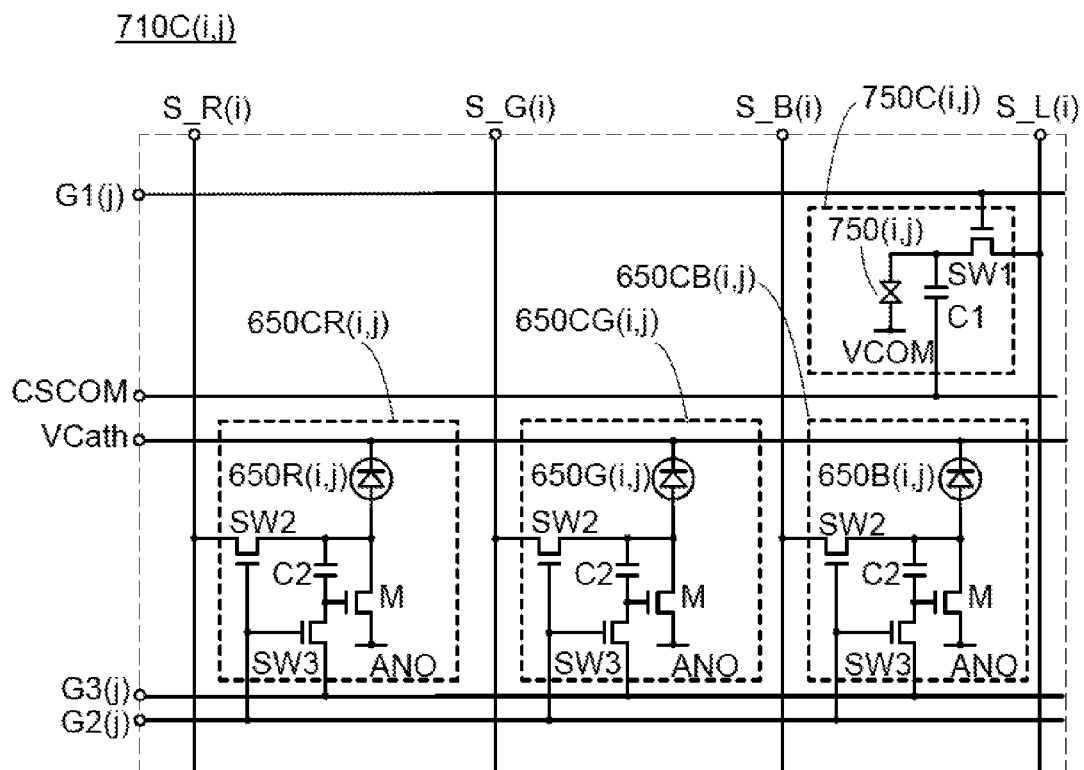 710C(i,j)
S_R(i) S_G(i) S_B(i) 750C(i,j) S_L(i)
G1(j)
750(i,j)
SW1
650CB(i,j)
C1
650CR(i,j) 650CG(i,j)
VCOM
CSCOM
VCath
650R(i,j) 650G(i,j) 650B(i,j)
SW2 SW2 SW2
C2 C2 C2
M M M
SW3 ANO SW3 ANO SW3 ANO
G3(j)
G2(j)